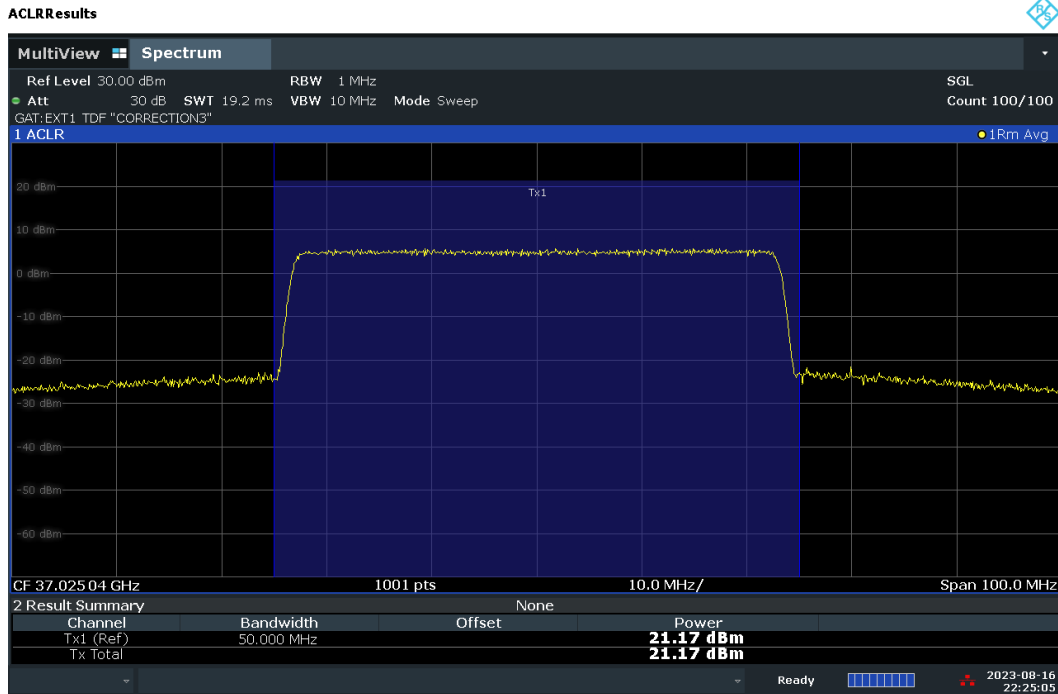 ACLRResults
R&S
MultiView Spectrum
Ref Level 30.00 dBm RBW 1 MHz SGL
Att 30 dB SWT 19.2 ms VBW 10 MHz Mode Sweep Count 100/100
GAT:EXT1 TDF "CORRECTION3"
1 ACLR 1Rm Avg
Tx1
20 dBm
10 dBm
0 dBm
-10 dBm
-20 dBm
-30 dBm
-40 dBm
-50 dBm
-60 dBm
CF 37.02504 GHz 1001 pts 10.0 MHz/ Span 100.0 MHz
2 Result Summary None
Channel Bandwidth Offset Power
Tx1 (Ref) 50.000 MHz 21.17 dBm
Tx Total 21.17 dBm
Ready 2023-08-16
22:25:05